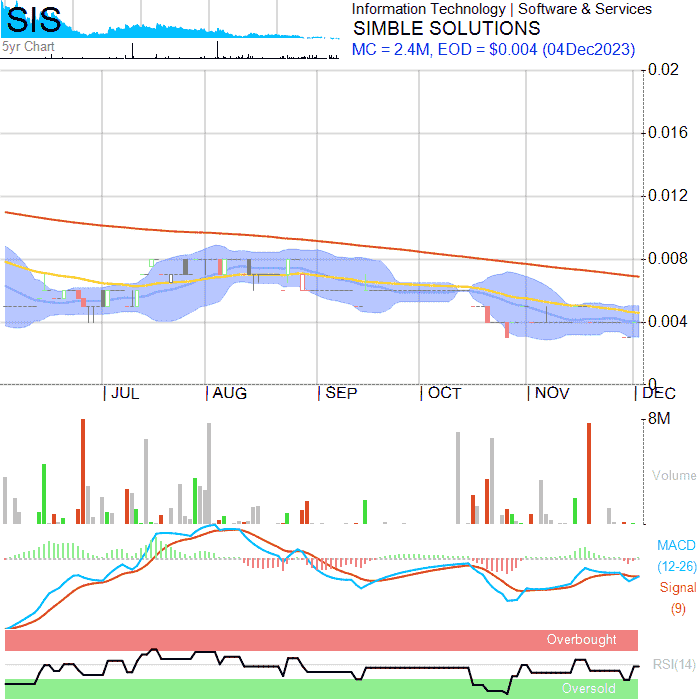 SIS
5yr Chart
Information Technology | Software & Services
SIMBLE SOLUTIONS
MC = 2.4M, EOD = $0.004 (04Dec2023)
0.02
0.016
0.012
0.008
0.004
0
JUL AUG SEP OCT NOV DEC
8M
Volume
MACD
(12-26)
Signal
(9)
Overbought
RSI(14)
Oversold